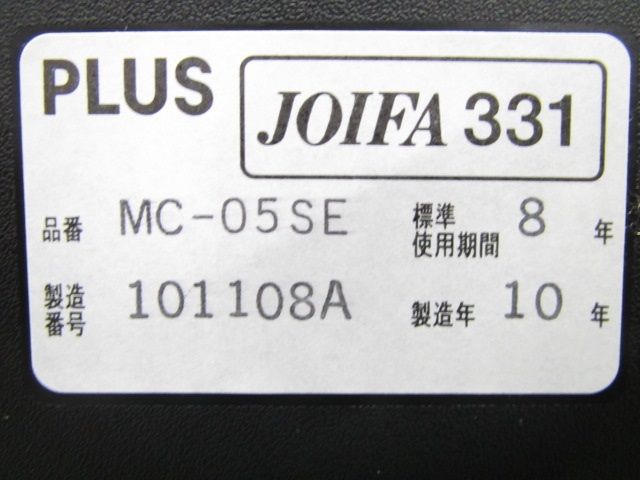 PLUS JOIFA 331
品番 MC-05SE 標準使用期間 8 年
製造番号 101108A 製造年 10 年